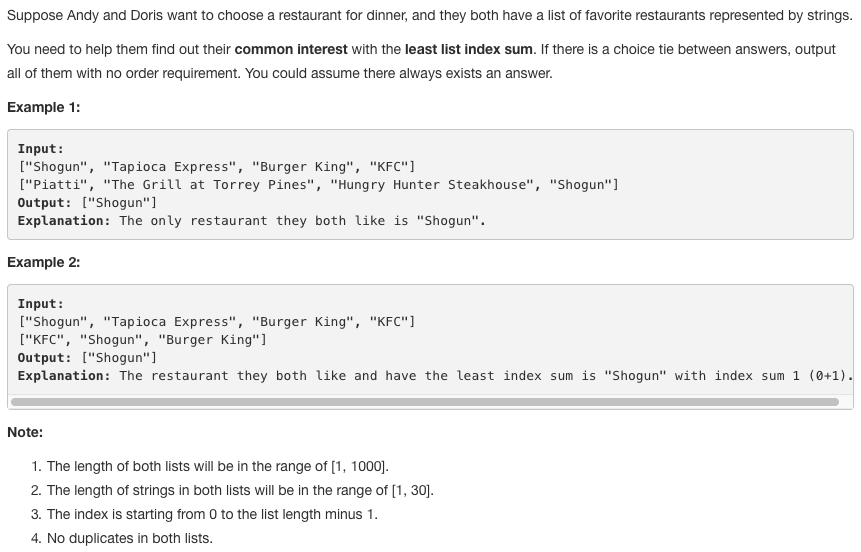 Suppose Andy and Doris want to choose a restaurant for dinner, and they both have a list of favorite restaurants represented by strings.
You need to help them find out their common interest with the least list index sum. If there is a choice tie between answers, output
all of them with no order requirement. You could assume there always exists an answer.
Example 1:
Input:
["Shogun", "Tapioca Express", "Burger King", "KFC"]
["Piatti", "The Grill at Torrey Pines", "Hungry Hunter Steakhouse", "Shogun"]
Output: ["Shogun"]
Explanation: The only restaurant they both like is "Shogun".
Example 2:
Input:
["Shogun", "Tapioca Express", "Burger King", "KFC"]
["KFC", "Shogun", "Burger King"]
Output: ["Shogun"]
Explanation: The restaurant they both like and have the least index sum is "Shogun" with index sum 1 (0+1).
Note:
1. The length of both lists will be in the range of [1, 1000].
2. The length of strings in both lists will be in the range of [1, 30].
3. The index is starting from 0 to the list length minus 1.
4. No duplicates in both lists.